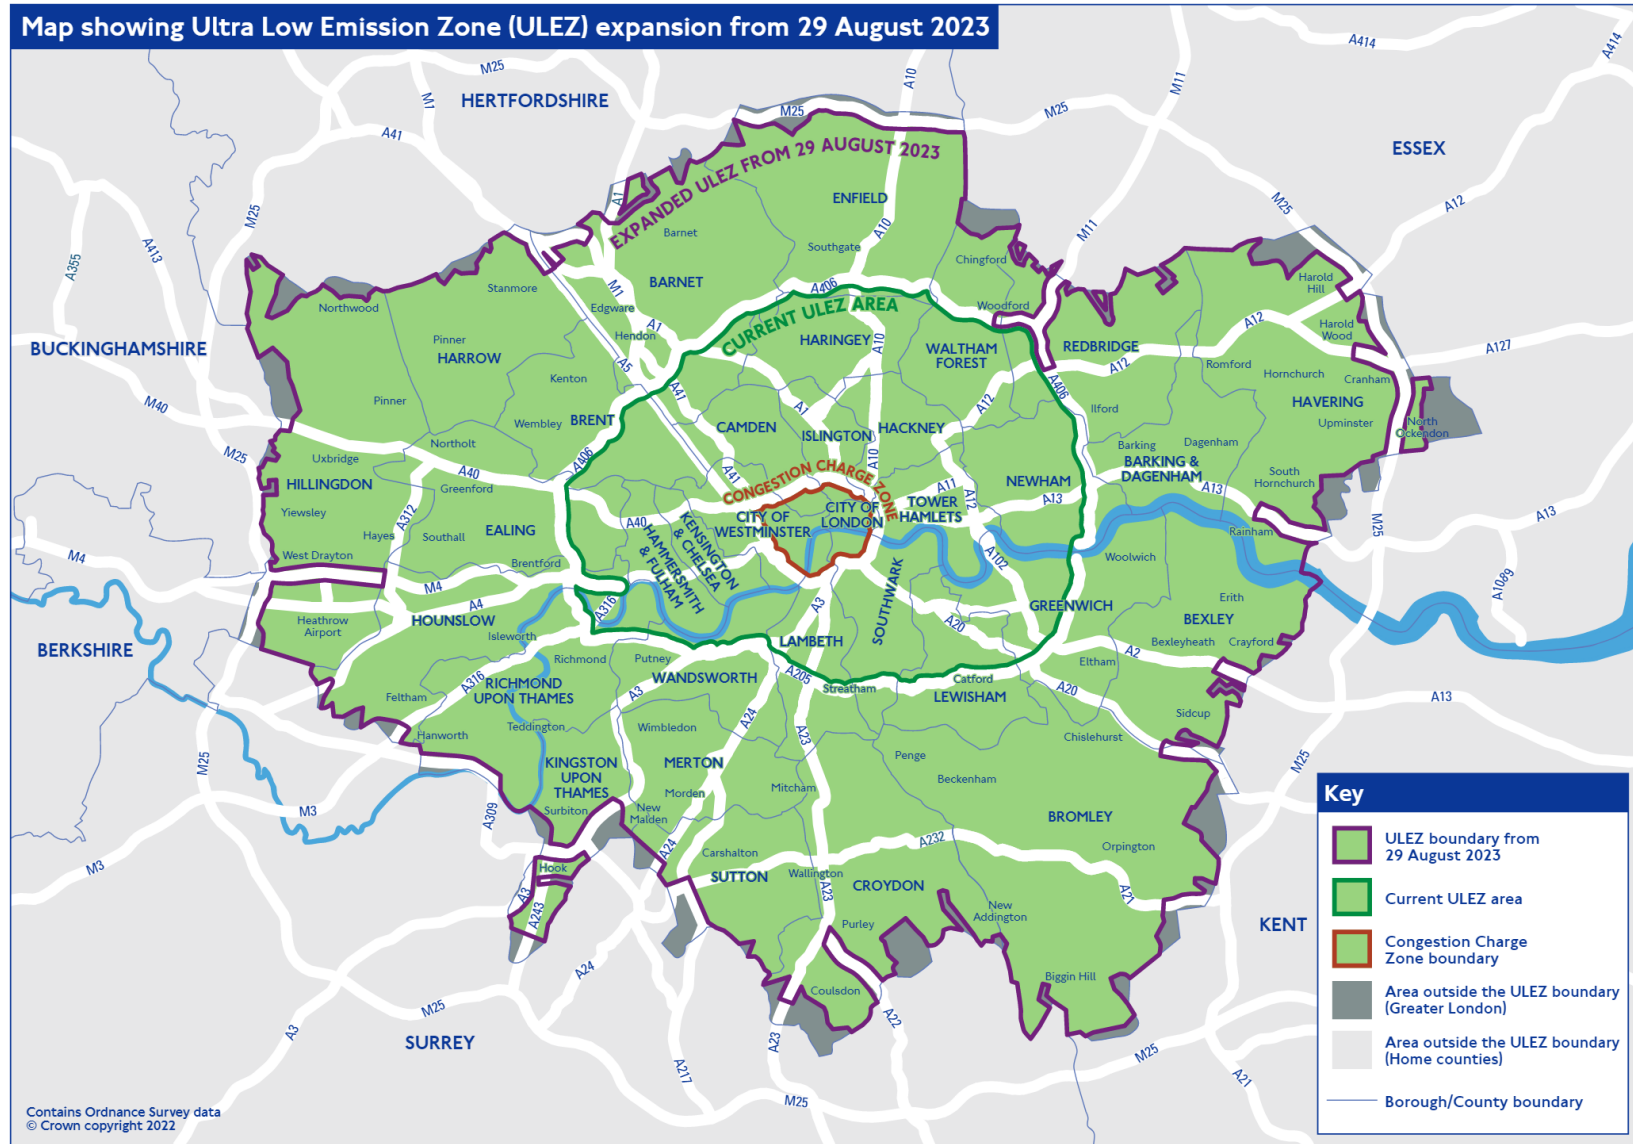 Map showing Ultra Low Emission Zone (ULEZ) expansion from 29 August 2023
A414
A414
M25
A10
M11
M1
HERTFORDSHIRE
M25
M25
A41
EXPANDED ULEZ FROM 29 AUGUST 2023
ESSEX
A1
ENFIELD
M25
A12
M25
A10
M11
Barnet
Southgate
A413
A355
Chingford
BARNET
Harold
Hill
Stanmore
M1
A406
Northwood
Edgware
CURRENT ULEZ AREA
Woodford
A12
A1
Hendon
Harold
Wood
Pinner
HARROW
HARINGEY
A10
WALTHAM
FOREST
REDBRIDGE
BUCKINGHAMSHIRE
A127
A5
A12
Romford
Hornchurch
Cranham
Kenton
A41
A406
Pinner
M40
A1
A12
Ilford
HAVERING
Wembley
BRENT
CAMDEN
ISLINGTON
HACKNEY
Upminster
North
Ockendon
Northolt
Barking
Dagenham
M25
Uxbridge
A406
A10
BARKING &
DAGENHAM
A40
A41
CONGESTION CHARGE ZONE
South
Hornchurch
HILLINGDON
Greenford
A11
NEWHAM
A13
A12
A13
TOWER
HAMLETS
Yiewsley
A312
CITY OF
WESTMINSTER
CITY OF
LONDON
A13
M25
A40
KENSINGTON
& CHELSEA
HAMMERSMITH
& FULHAM
EALING
Hayes
Southall
Rainham
West Drayton
M4
Brentford
A102
Woolwich
M4
A1089
A4
A316
A3
SOUTHWARK
GREENWICH
Erith
Heathrow
Airport
HOUNSLOW
A20
BEXLEY
Isleworth
LAMBETH
Bexleyheath
Crayford
BERKSHIRE
Richmond
Putney
A2
Eltham
A316
RICHMOND
UPON THAMES
A3
WANDSWORTH
A205
Streatham
Catford
LEWISHAM
A20
Feltham
A13
Sidcup
Teddington
Wimbledon
A24
A23
Hanworth
Chislehurst
Penge
M25
M25
KINGSTON
UPON
THAMES
MERTON
Beckenham
Mitcham
Morden
Key
M3
A309
Surbiton
New
Malden
BROMLEY
ULEZ boundary from
29 August 2023
A24
A232
Carshalton
Orpington
M3
Hook
SUTTON
Wallington
CROYDON
A3
A23
A21
Current ULEZ area
A243
New
Addington
Purley
KENT
Congestion Charge
Zone boundary
A24
Biggin Hill
Coulsdon
Area outside the ULEZ boundary
(Greater London)
M25
A3
A22
SURREY
A23
Area outside the ULEZ boundary
(Home counties)
M25
A217
A21
M25
Borough/County boundary
Contains Ordnance Survey data
© Crown copyright 2022